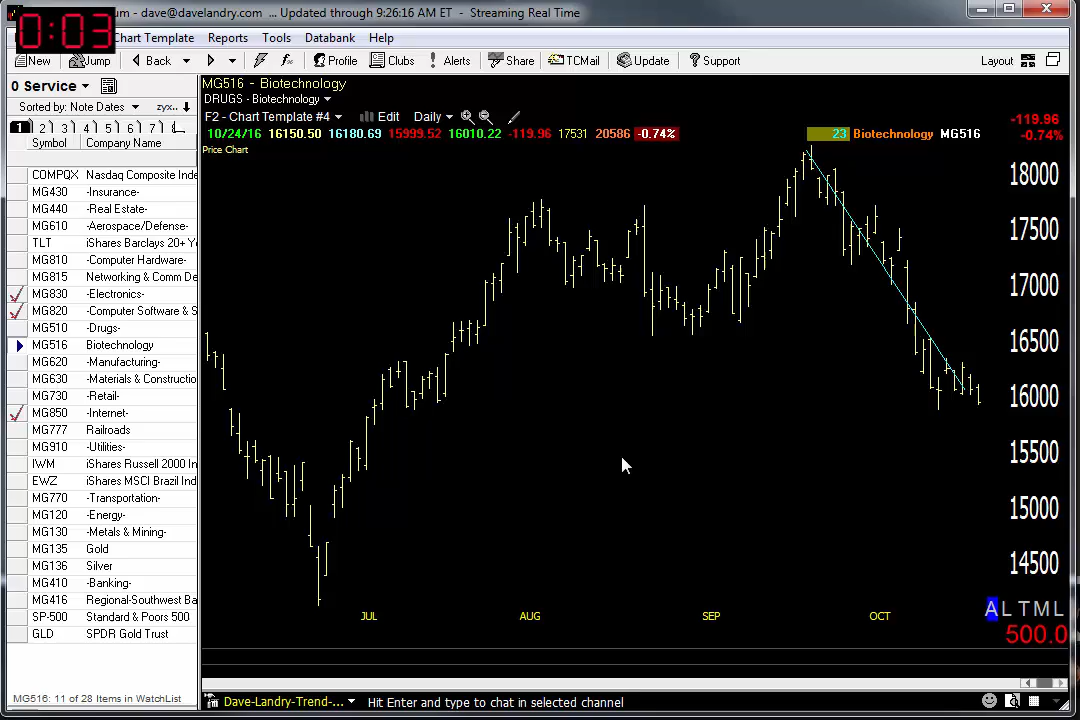 0:03
um - dave@davelandry.com ... Updated through 9:26:16 AM ET - Streaming Real Time
Chart Template Reports Tools Databank Help
New Jump Back Profile Clubs Alerts Share TCMail Update Support Layout
0 Service
Sorted by: Note Dates zyx..
1 2 3 4 5 6 7
Symbol Company Name
COMPQX Nasdaq Composite Inde
MG430 -Insurance-
MG440 -Real Estate-
MG610 -Aerospace/Defense-
TLT iShares Barclays 20+ Y
MG810 -Computer Hardware-
MG815 Networking & Comm De
MG830 -Electronics-
MG820 -Computer Software & S
MG510 -Drugs-
MG516 Biotechnology
MG620 -Manufacturing-
MG630 -Materials & Constructio
MG730 -Retail-
MG850 -Internet-
MG777 Railroads
MG910 -Utilities-
IWM iShares Russell 2000 In
EWZ iShares MSCI Brazil Ind
MG770 -Transportation-
MG120 -Energy-
MG130 -Metals & Mining-
MG135 Gold
MG136 Silver
MG410 -Banking-
MG416 Regional-Southwest Ba
SP-500 Standard & Poors 500
GLD SPDR Gold Trust
MG516: 11 of 28 Items in WatchList
MG516 - Biotechnology
DRUGS - Biotechnology
F2 - Chart Template #4 Edit Daily
10/24/16 16150.50 16180.69 15999.52 16010.22 -119.96 17531 20586 -0.74%
23 Biotechnology MG516
-119.96
-0.74%
Price Chart
18000
17500
17000
16500
16000
15500
15000
14500
JUL AUG SEP OCT
A L T M L
500.0
Dave-Landry-Trend-... Hit Enter and type to chat in selected channel